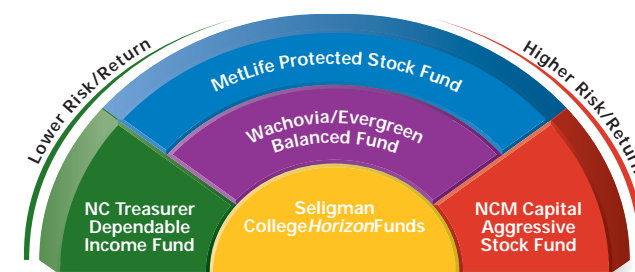 Lower Risk/Return
Higher Risk/Return
MetLife Protected Stock Fund
Wachovia/Evergreen
Balanced Fund
NC Treasurer
Dependable
Income Fund
Seligman
CollegeHorizonFunds
NCM Capital
Aggressive
Stock Fund